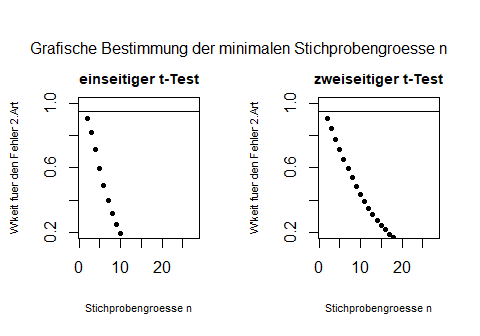 Grafische Bestimmung der minimalen Stichprobengroesse n
einseitiger t-Test
W'keit fuer den Fehler 2.Art
1.0
0.6
0.2
0
10
20
Stichprobengroesse n
zweiseitiger t-Test
W'keit fuer den Fehler 2.Art
1.0
0.6
0.2
0
10
20
Stichprobengroesse n